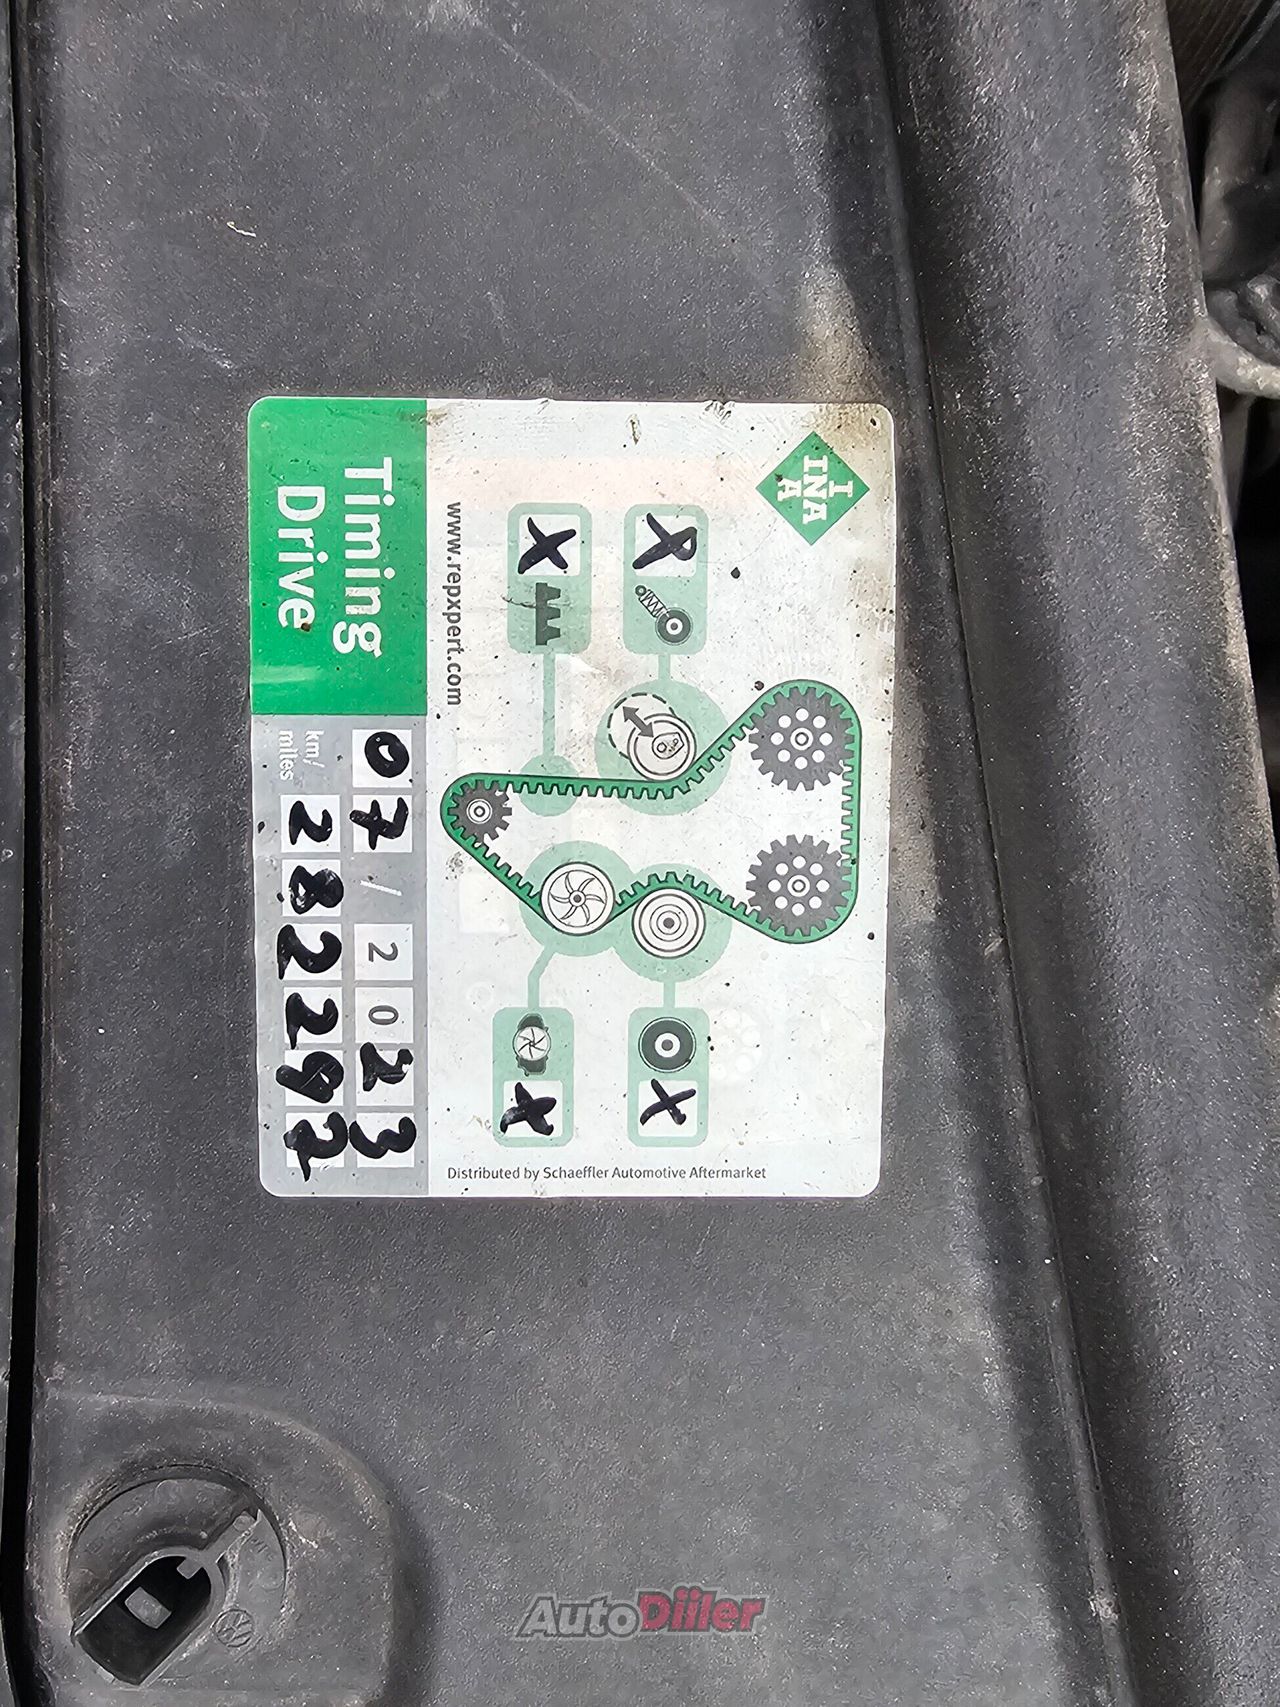 I
INA
A
X X
X X
www.repxpert.com
Distributed by Schaeffler Automotive Aftermarket
Timing
Drive
07/2023
km/
miles
282292
AutoDiiler